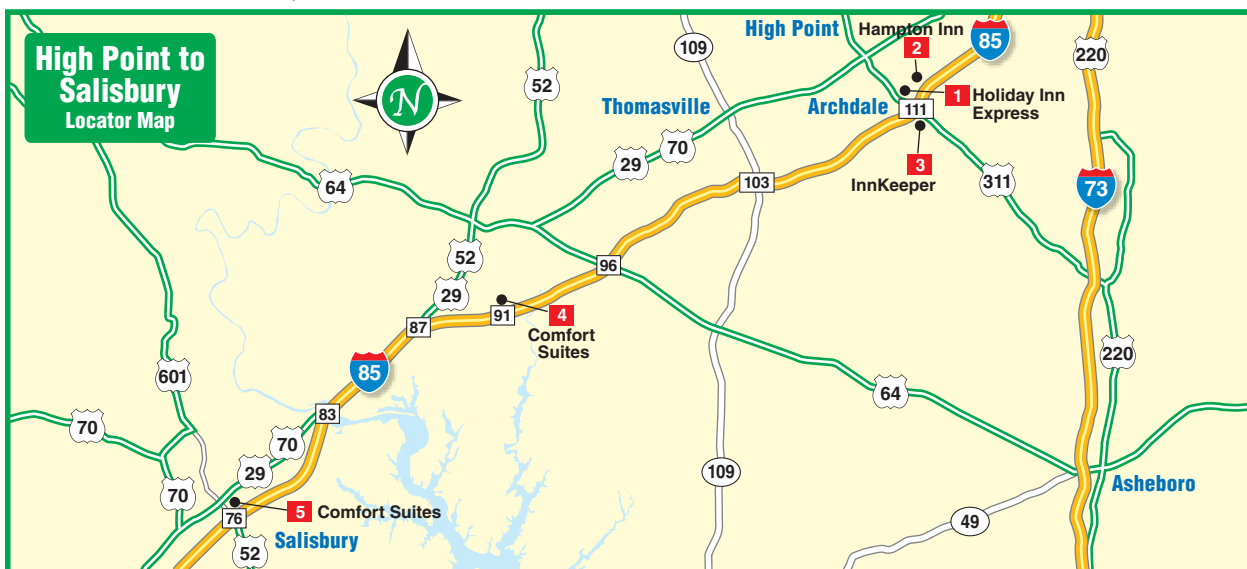 High Point to
Salisbury
Locator Map
N
52
109
High Point
Hampton Inn
2
85
220
1 Holiday Inn
Express
Thomasville
Archdale
111
70
29
3
InnKeeper
64
103
311
73
52
96
29
4
Comfort
Suites
91
87
220
85
601
64
83
70
70
29
109
Asheboro
70
5 Comfort Suites
76
49
Salisbury
52